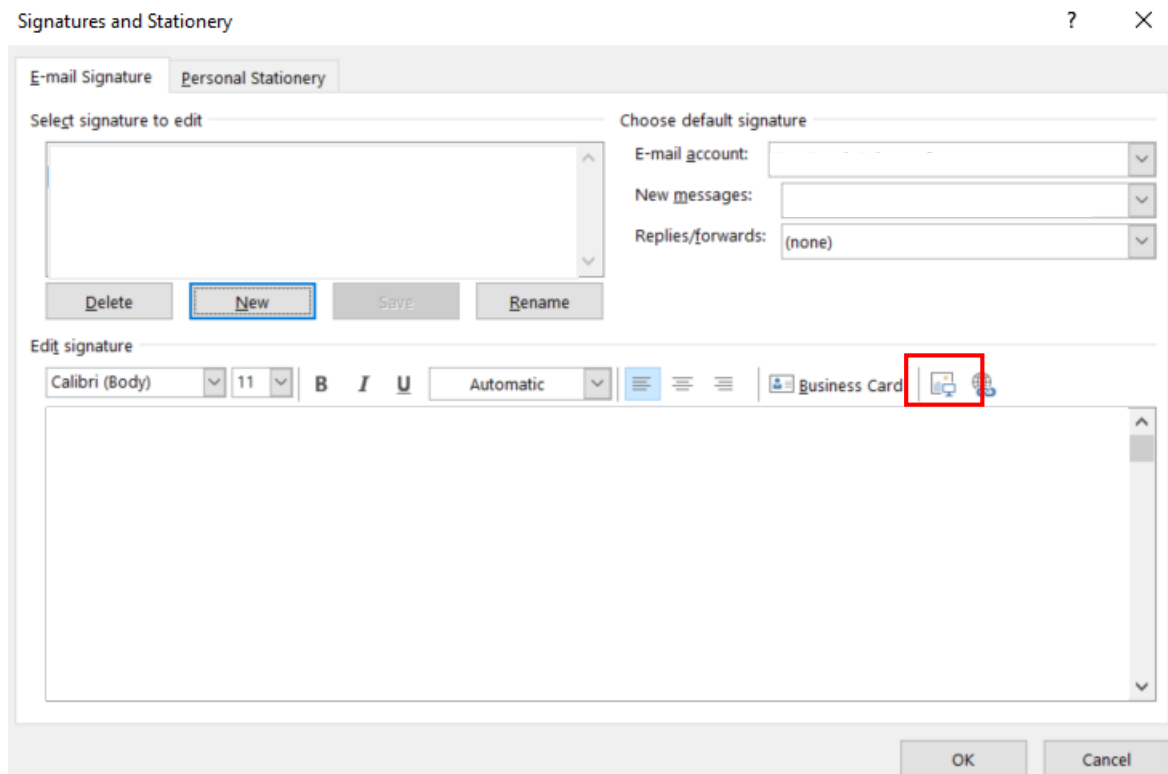 Signatures and Stationery
?
E-mail Signature
Personal Stationery
Select signature to edit
Choose default signature
E-mail account:
New messages:
Replies/forwards:
(none)
Delete
New
Save
Rename
Edit signature
Calibri (Body)
11
B
I
U
Automatic
Business Card
OK
Cancel